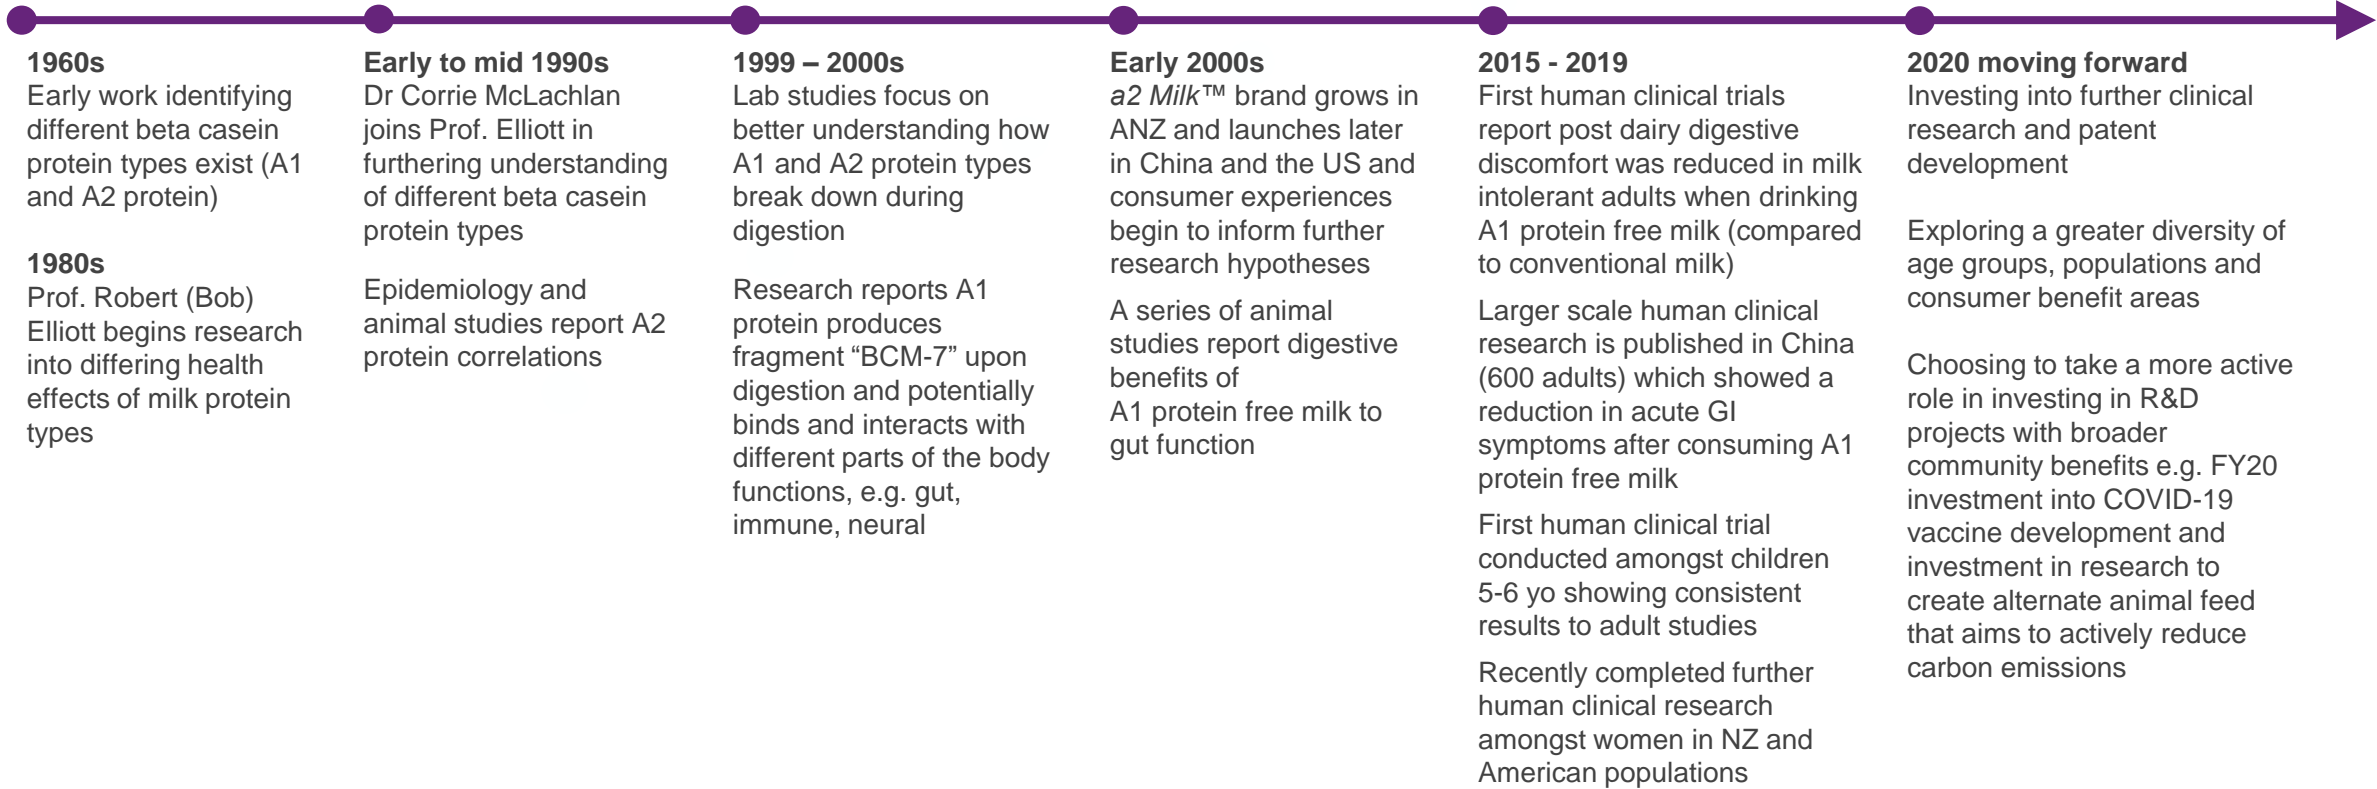 1960s
Early work identifying
different beta casein
protein types exist (A1
and A2 protein)
1980s
Prof. Robert (Bob)
Elliott begins research
into differing health
effects of milk protein
types
Early to mid 1990s
Dr Corrie McLachlan
joins Prof. Elliott in
furthering understanding
of different beta casein
protein types
Epidemiology and
animal studies report A2
protein correlations
1999 – 2000s
Lab studies focus on
better understanding how
A1 and A2 protein types
break down during
digestion
Research reports A1
protein produces
fragment “BCM-7” upon
digestion and potentially
binds and interacts with
different parts of the body
functions, e.g. gut,
immune, neural
Early 2000s
a2 Milk™ brand grows in
ANZ and launches later
in China and the US and
consumer experiences
begin to inform further
research hypotheses
A series of animal
studies report digestive
benefits of
A1 protein free milk to
gut function
2015 - 2019
First human clinical trials
report post dairy digestive
discomfort was reduced in milk
intolerant adults when drinking
A1 protein free milk (compared
to conventional milk)
Larger scale human clinical
research is published in China
(600 adults) which showed a
reduction in acute GI
symptoms after consuming A1
protein free milk
First human clinical trial
conducted amongst children
5-6 yo showing consistent
results to adult studies
Recently completed further
human clinical research
amongst women in NZ and
American populations
2020 moving forward
Investing into further clinical
research and patent
development
Exploring a greater diversity of
age groups, populations and
consumer benefit areas
Choosing to take a more active
role in investing in R&D
projects with broader
community benefits e.g. FY20
investment into COVID-19
vaccine development and
investment in research to
create alternate animal feed
that aims to actively reduce
carbon emissions